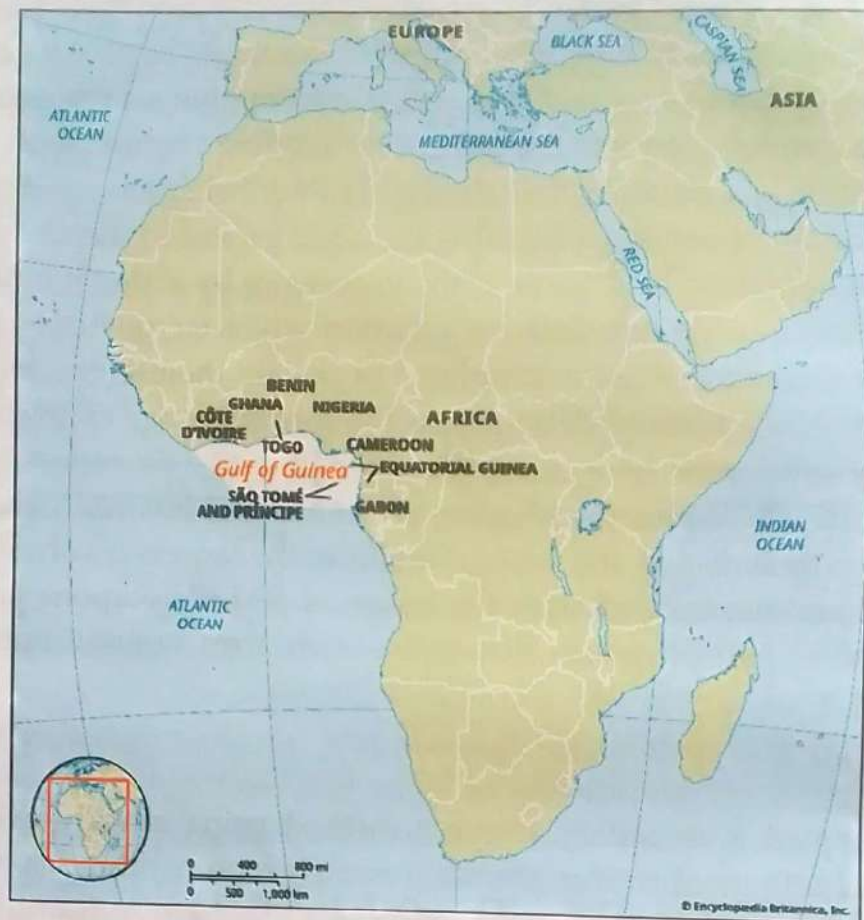 EUROPE
BLACK SEA
CASPIAN SEA
ASIA
ATLANTIC
OCEAN
MEDITERRANEAN SEA
RED SEA
BENIN
GHANA
NIGERIA
CÔTE
D'IVOIRE
AFRICA
TOGO
CAMEROON
Gulf of Guinea
EQUATORIAL GUINEA
SÃO TOMÉ
AND PRÍNCIPE
GABON
INDIAN
OCEAN
ATLANTIC
OCEAN
0 400 800 mi
0 500 1,000 km
© Encyclopædia Britannica, Inc.